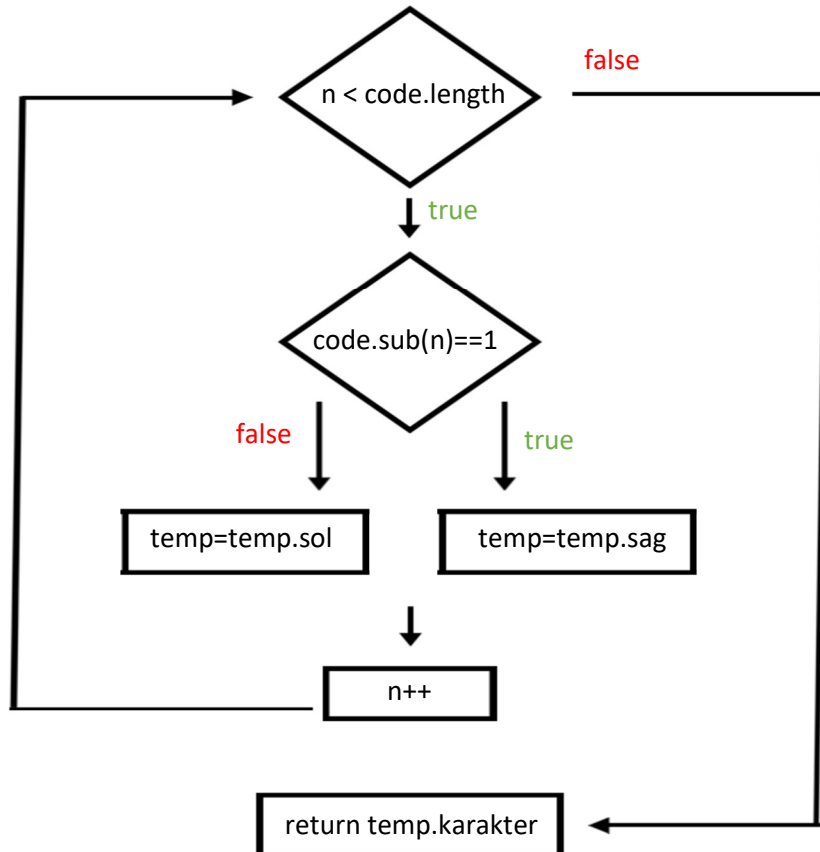 n < code.length
false
true
code.sub(n)==1
false
true
temp=temp.sol
temp=temp.sag
n++
return temp.karakter